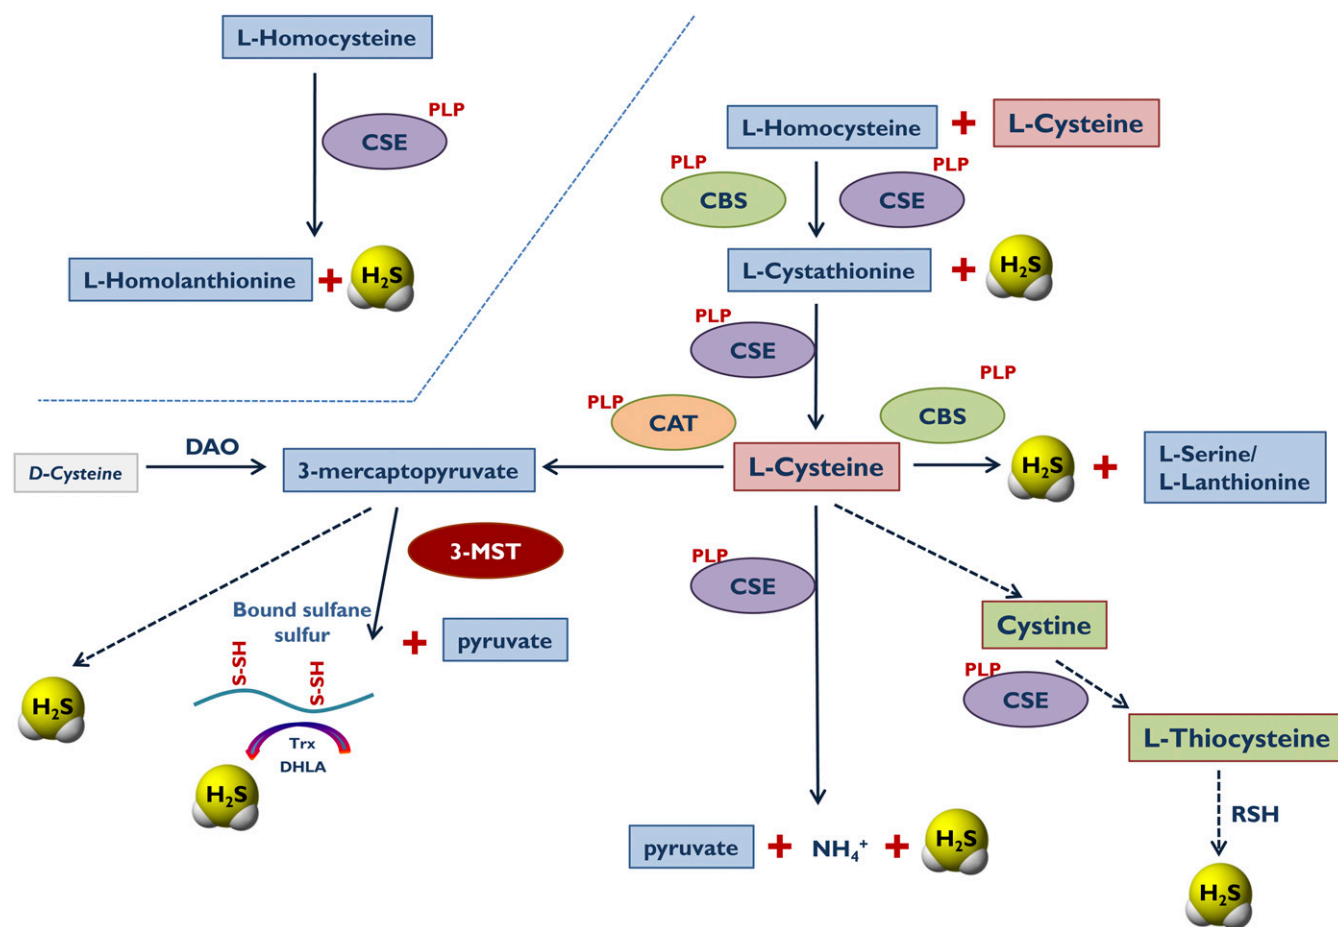 L-Homocysteine
PLP
CSE
L-Homolanthionine
+
H₂S
L-Homocysteine
+
L-Cysteine
PLP
CBS
PLP
CSE
L-Cystathionine
+
H₂S
PLP
CSE
PLP
CAT
PLP
CBS
D-Cysteine
DAO
3-mercaptopyruvate
L-Cysteine
H₂S
+
L-Serine/
L-Lanthionine
3-MST
PLP
CSE
Bound sulfane
sulfur
+
pyruvate
S-SH
S-SH
Trx
DHLA
H₂S
H₂S
Cystine
PLP
CSE
L-Thiocysteine
RSH
H₂S
pyruvate
+
NH₄⁺
+
H₂S